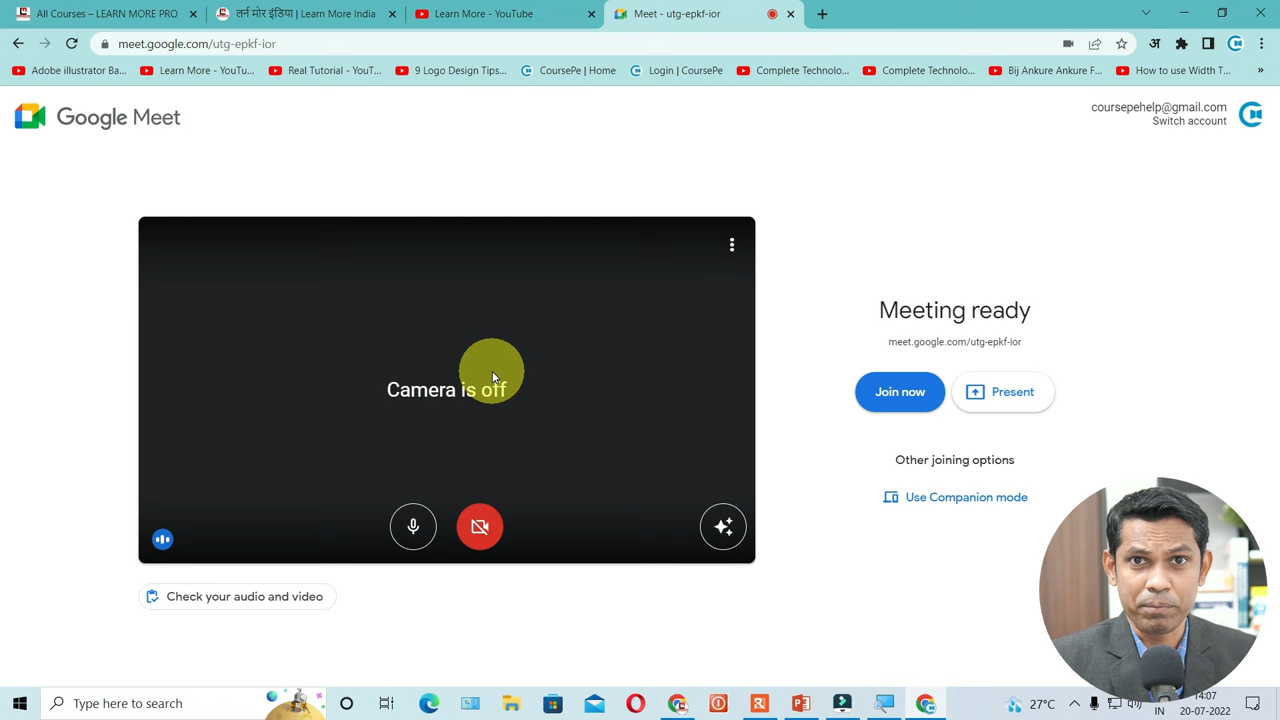 All Courses – LEARN MORE PRO
लर्न मोर इंडिया | Learn More India
Learn More - YouTube
Meet - utg-epkf-ior
meet.google.com/utg-epkf-ior
अ
Adobe illustrator Ba...
Learn More - YouTu...
Real Tutorial - YouT...
9 Logo Design Tips...
CoursePe | Home
Login | CoursePe
Complete Technolo...
Complete Technolo...
Bij Ankure Ankure F...
How to use Width T...
»
Google Meet
coursepehelp@gmail.com
Switch account
Camera is off
Meeting ready
meet.google.com/utg-epkf-ior
Join now
Present
Other joining options
Use Companion mode
Check your audio and video
Type here to search
27°C
14:07
IN
20-07-2022